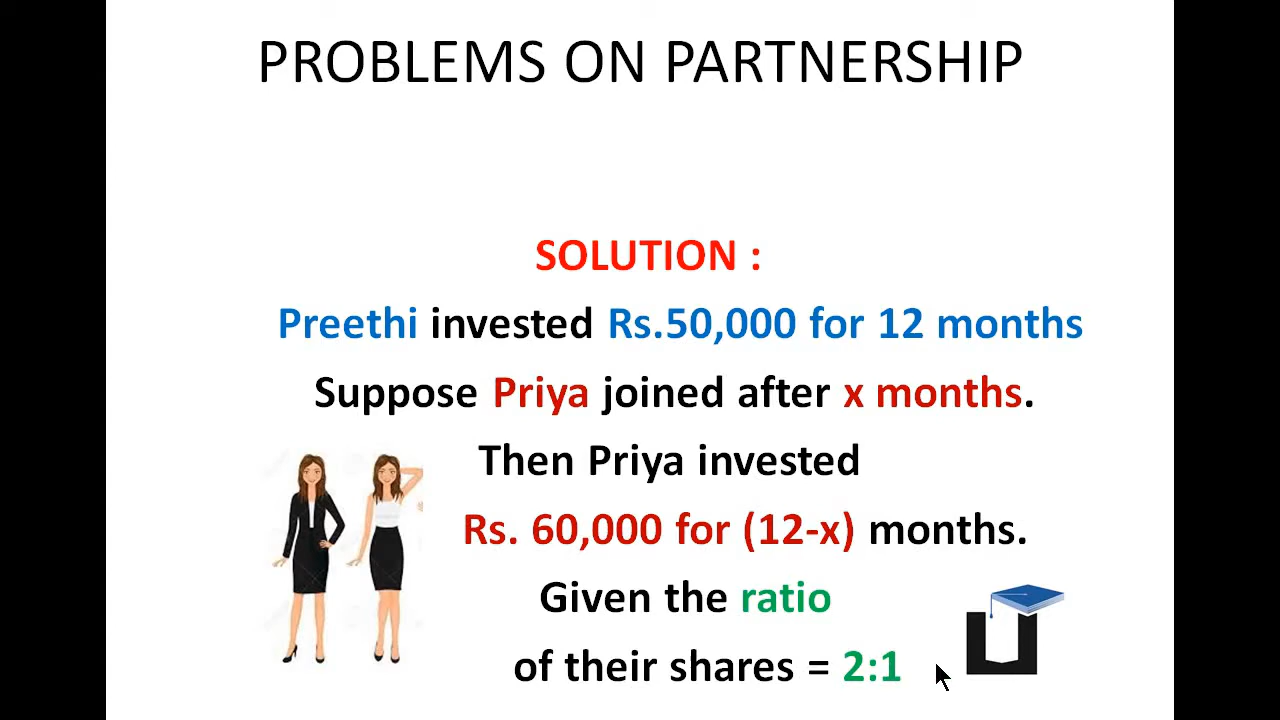 PROBLEMS ON PARTNERSHIP
SOLUTION :
Preethi invested Rs.50,000 for 12 months
Suppose Priya joined after x months.
Then Priya invested
Rs. 60,000 for (12-x) months.
Given the ratio
of their shares = 2:1